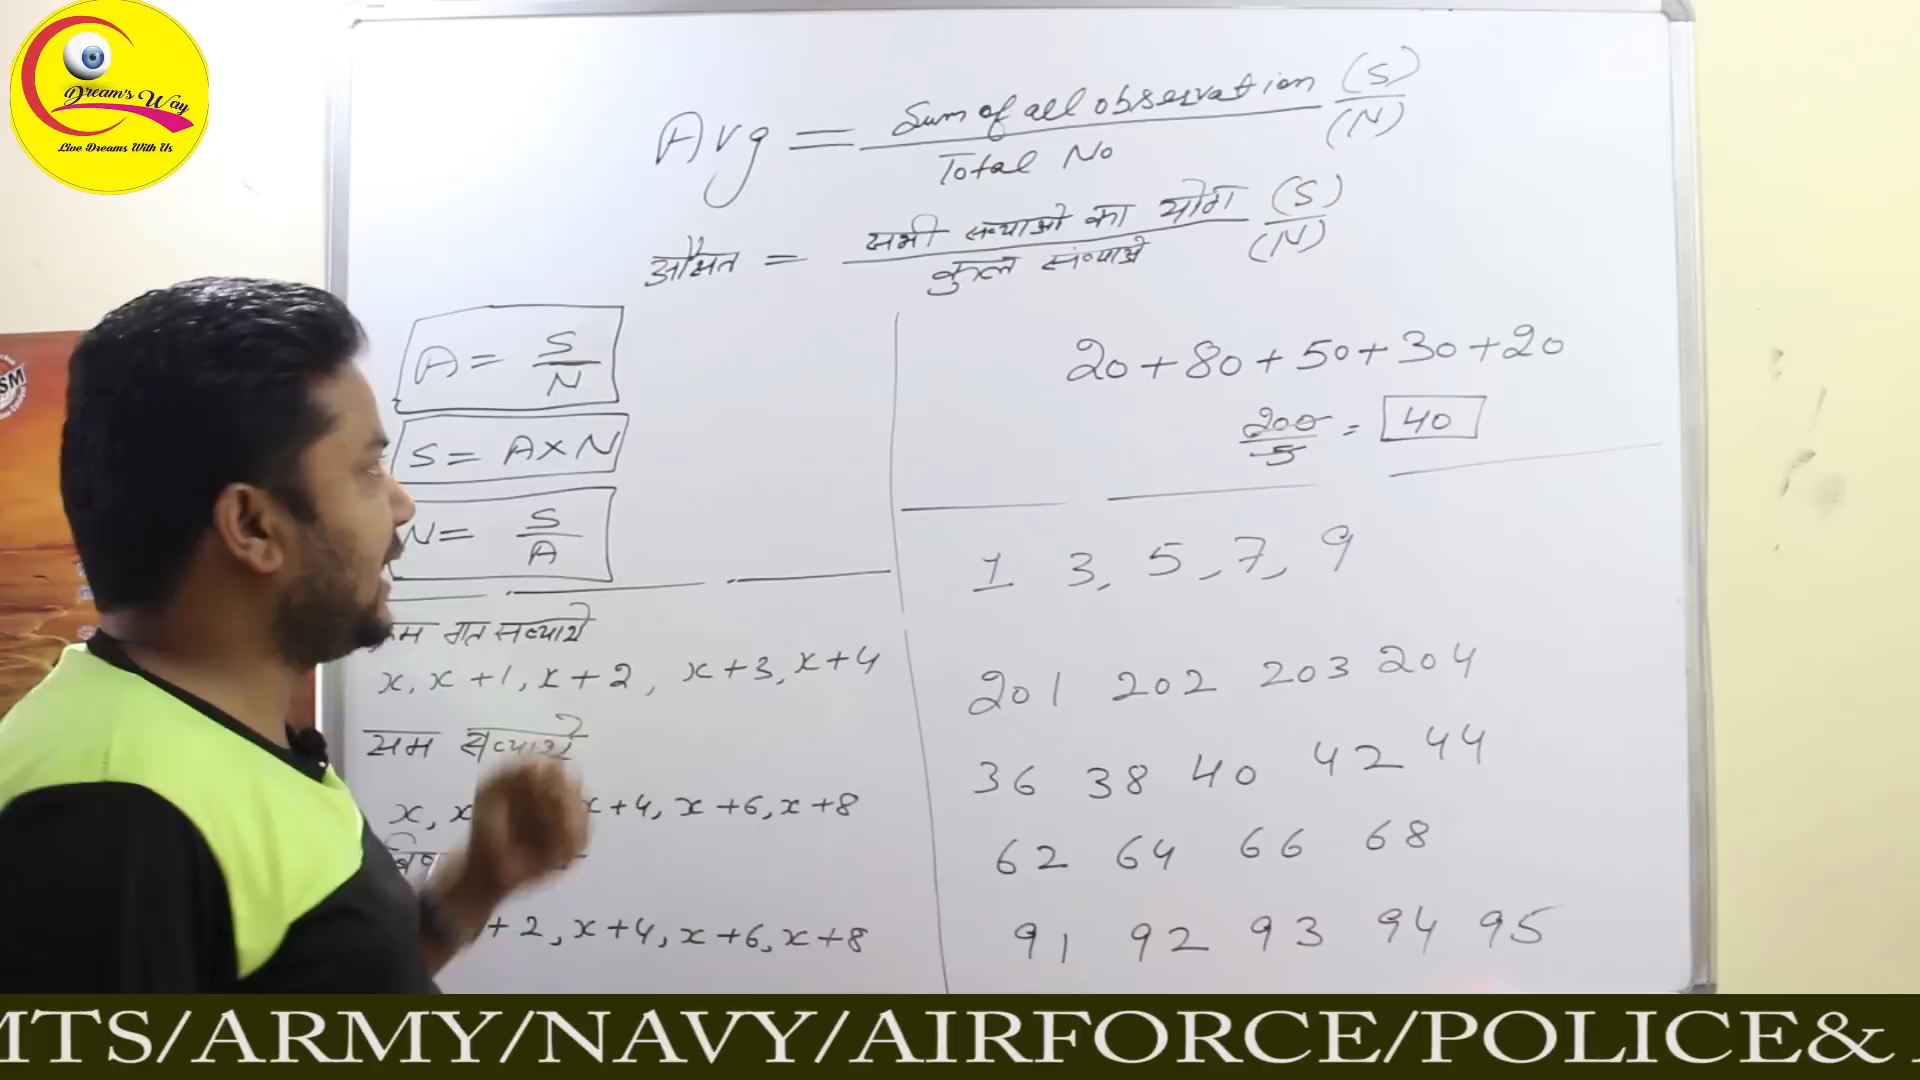 Dream's Way
Live Dreams With Us
Avg = Sum of all observation (S)
Total No (N)
औसत = सभी संख्याओ का योग (S)
कुल संख्याओ (N)
A = S
N
S = A×N
N = S
A
20+80+50+30+20
200
5 = 40
1 3, 5, 7, 9
गत संख्याये
x, x+1, x+2, x+3, x+4
201 202 203 204
सम संख्याये
36 38 40 42 44
x, x +4, x+6, x+8
62 64 66 68
+2, x+4, x+6, x+8
91 92 93 94 95
MTS/ARMY/NAVY/AIRFORCE/POLICE&